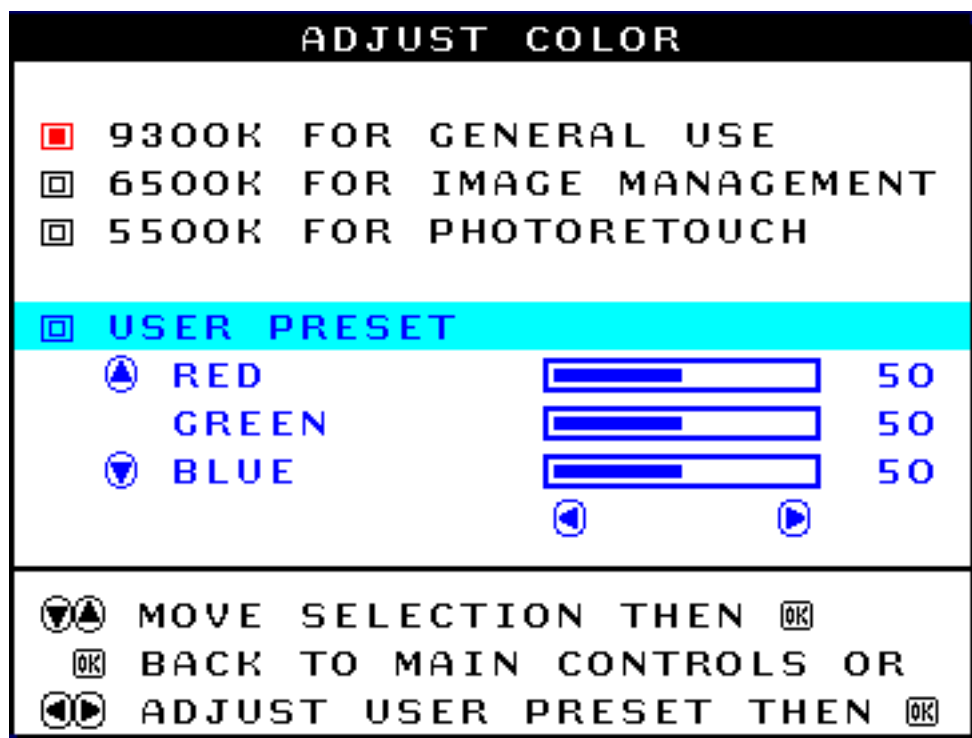 ADJUST COLOR
9300K FOR GENERAL USE
6500K FOR IMAGE MANAGEMENT
5500K FOR PHOTORETOUCH
USER PRESET
RED 50
GREEN 50
BLUE 50
MOVE SELECTION THEN OK
OK BACK TO MAIN CONTROLS OR
ADJUST USER PRESET THEN OK